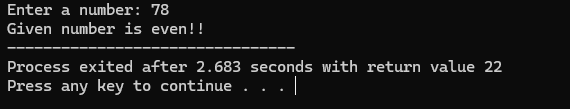 Enter a number: 78
Given number is even!!
--------------------------------
Process exited after 2.683 seconds with return value 22
Press any key to continue . . .